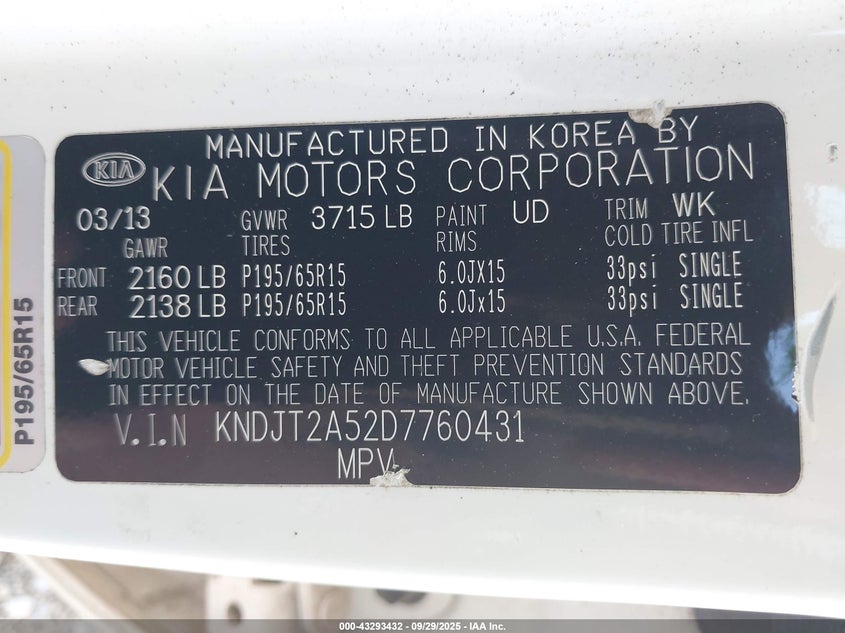 MANUFACTURED IN KOREA BY
KIA KIA MOTORS CORPORATION
03/13 GVWR 3715 LB PAINT UD TRIM WK
GAWR TIRES RIMS COLD TIRE INFL
FRONT 2160 LB P195/65R15 6.0JX15 33psi SINGLE
REAR 2138 LB P195/65R15 6.0Jx15 33psi SINGLE
THIS VEHICLE CONFORMS TO ALL APPLICABLE U.S.A. FEDERAL
MOTOR VEHICLE SAFETY AND THEFT PREVENTION STANDARDS
IN EFFECT ON THE DATE OF MANUFACTURE SHOWN ABOVE.
V.I.N KNDJT2A52D7760431
MPV
P195/65R15
000-43293432 - 09/29/2025 - IAA Inc.